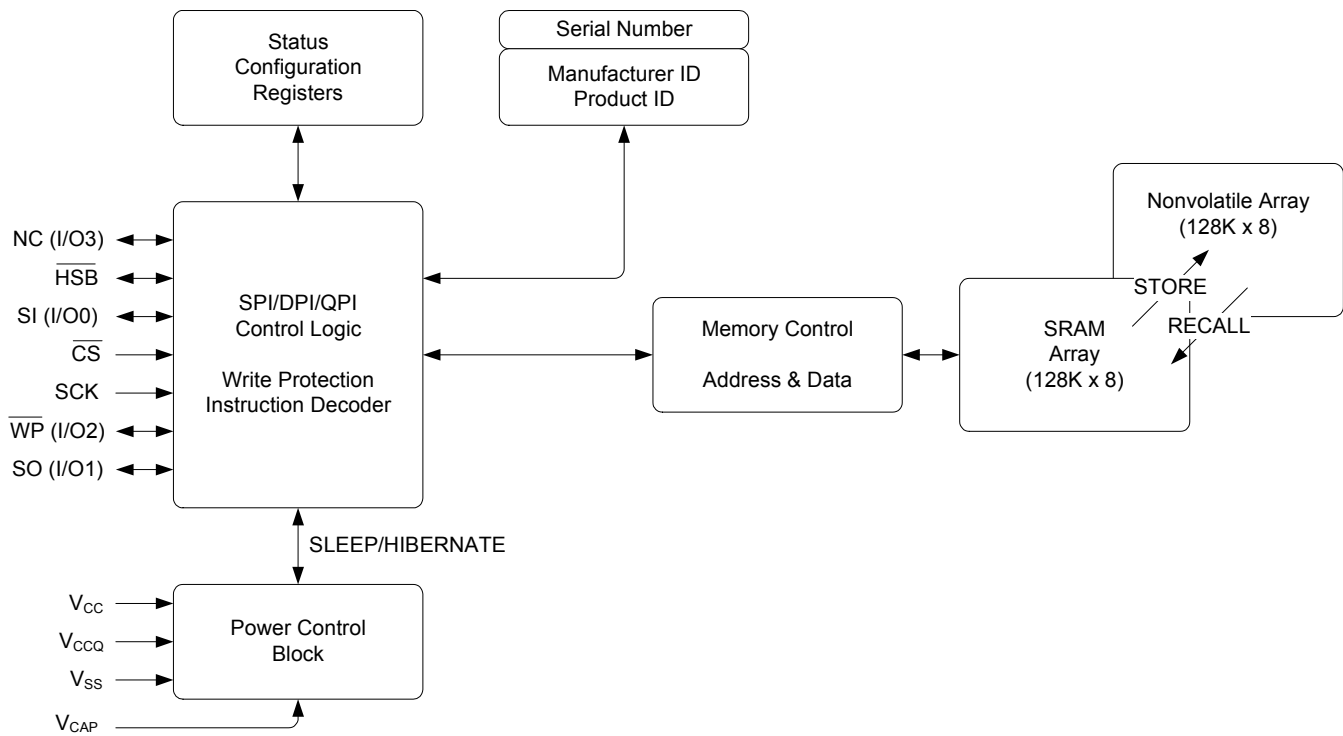 Status
Configuration
Registers
Serial Number
Manufacturer ID
Product ID
Nonvolatile Array
(128K x 8)
NC (I/O3)
HSB
SI (I/O0)
CS
SCK
WP (I/O2)
SO (I/O1)
SPI/DPI/QPI
Control Logic
Write Protection
Instruction Decoder
Memory Control
Address & Data
STORE
RECALL
SRAM
Array
(128K x 8)
SLEEP/HIBERNATE
VCC
VCCQ
VSS
VCAP
Power Control
Block